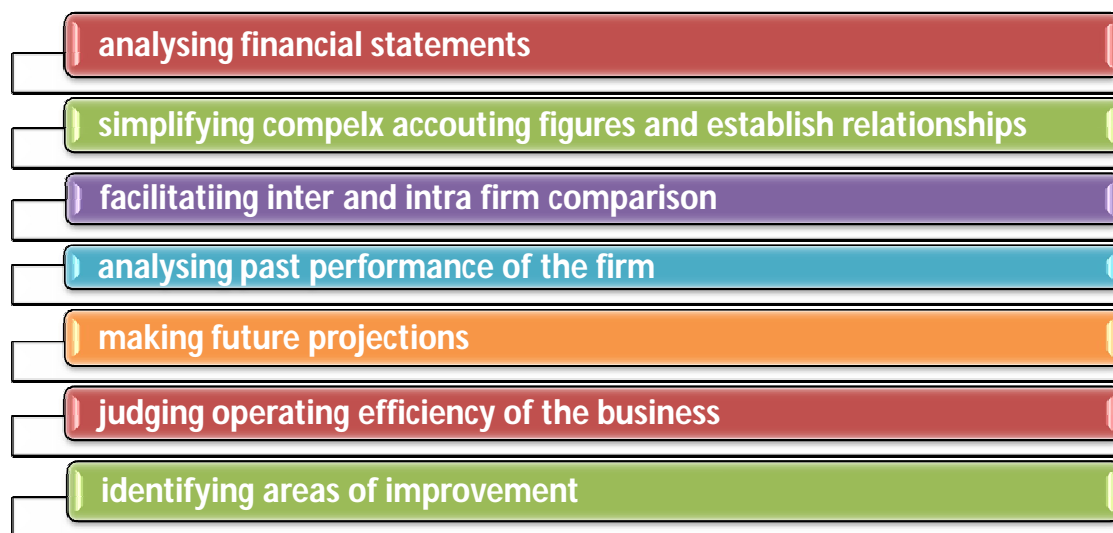 analysing financial statements
simplifying compelx accouting figures and establish relationships
facilitatiing inter and intra firm comparison
analysing past performance of the firm
making future projections
judging operating efficiency of the business
identifying areas of improvement